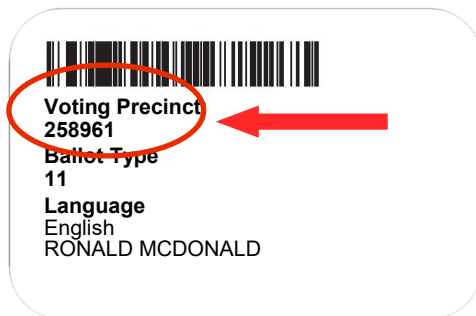 Voting Precinct
258961
Ballot Type
11
Language
English
RONALD MCDONALD